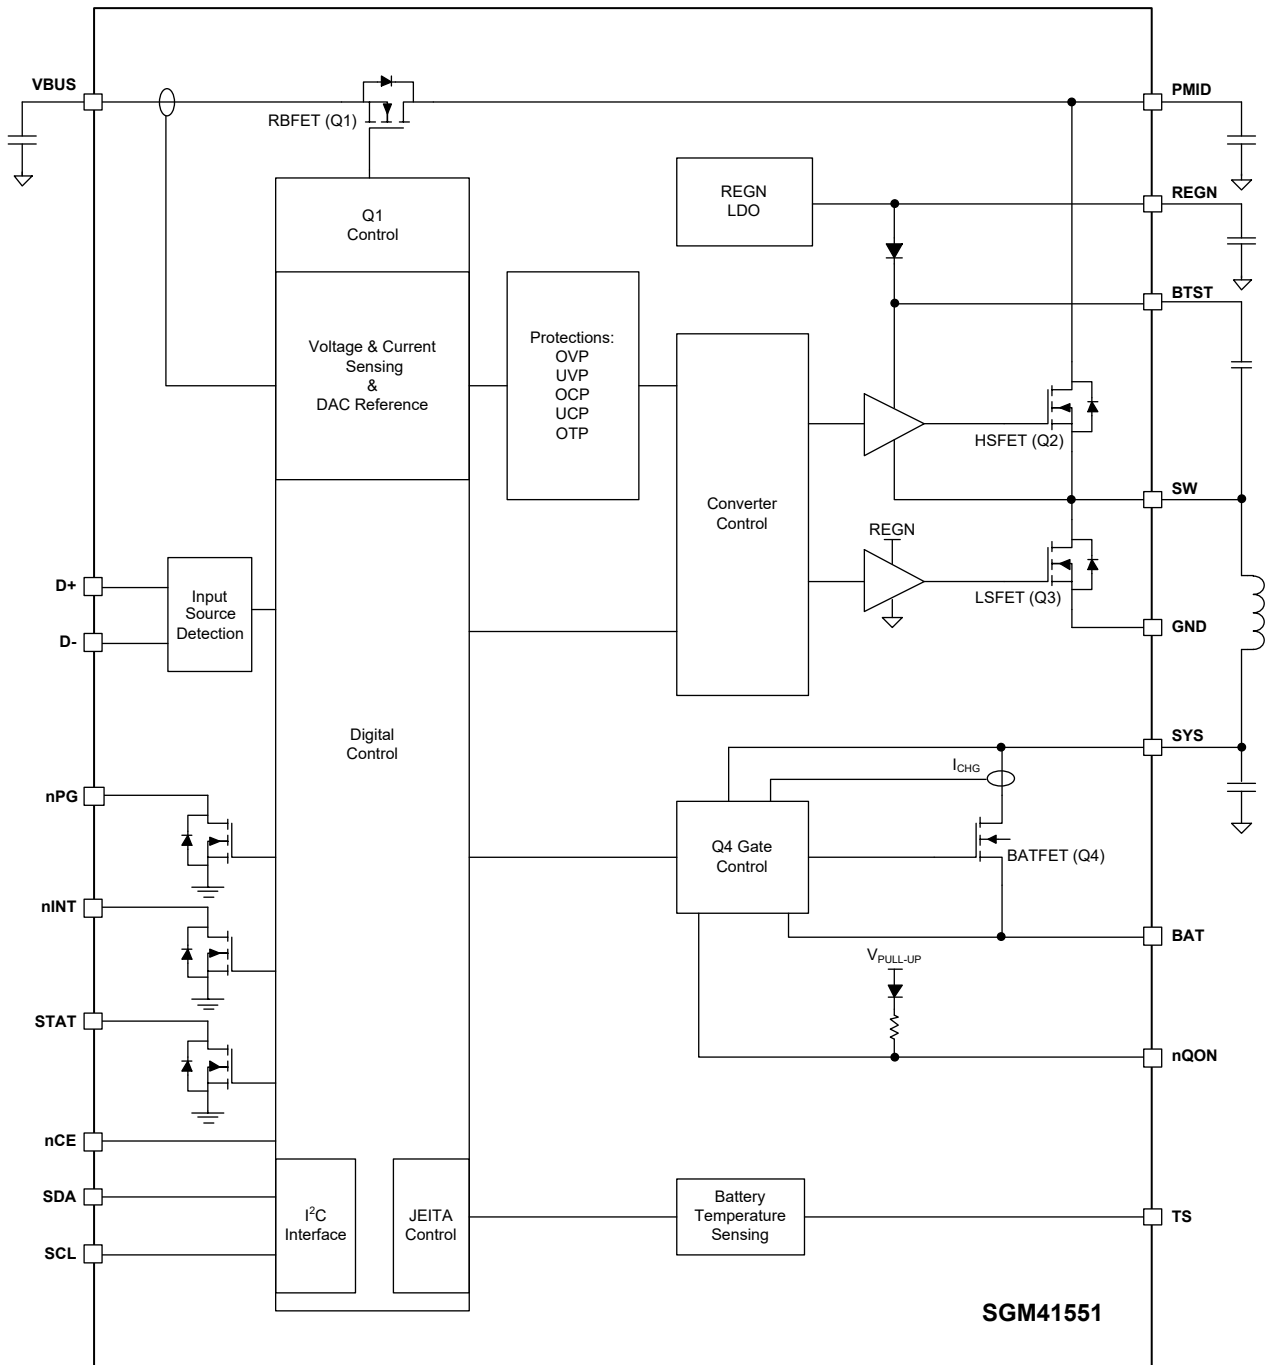 VBUS
PMID
RBFET (Q1)
REGN
LDO
REGN
Q1
Control
BTST
Voltage & Current
Sensing
&
DAC Reference
Protections:
OVP
UVP
OCP
UCP
OTP
HSFET (Q2)
SW
Converter
Control
REGN
D+
Input
Source
Detection
LSFET (Q3)
D-
GND
Digital
Control
SYS
I_CHG
nPG
Q4 Gate
Control
BATFET (Q4)
nINT
BAT
V_PULL-UP
STAT
nQON
nCE
SDA
I²C
Interface
JEITA
Control
Battery
Temperature
Sensing
TS
SCL
SGM41551